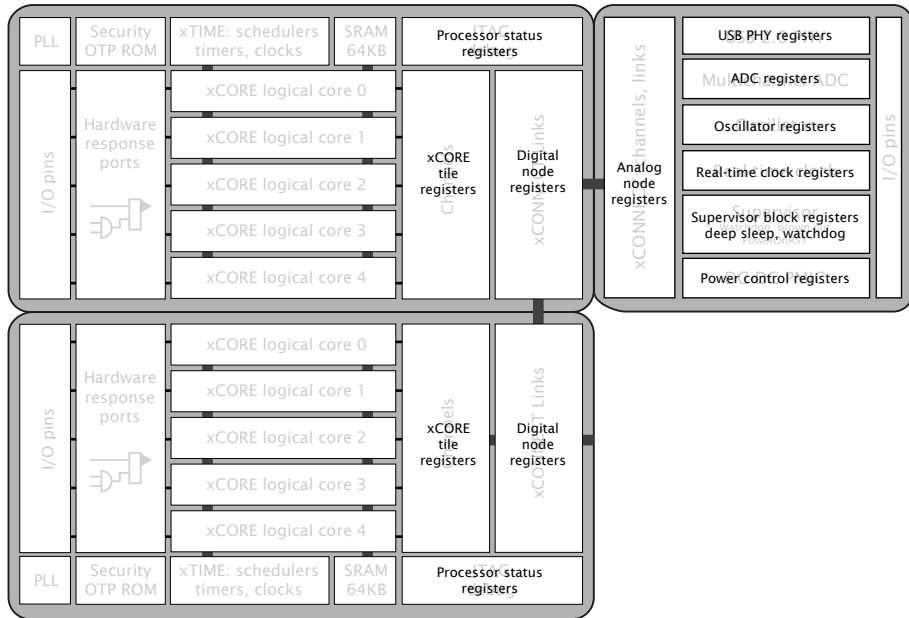 PLL
Security
OTP ROM
xTIME: schedulers
timers, clocks
SRAM
64KB
Processor status
registers
I/O pins
Hardware
response
ports
xCORE logical core 0
xCORE logical core 1
xCORE logical core 2
xCORE logical core 3
xCORE logical core 4
xCORE
tile
registers
Digital
node
registers
Analog
node
registers
USB PHY registers
ADC registers
Oscillator registers
Real-time clock registers
Supervisor block registers
deep sleep, watchdog
Power control registers
I/O pins
I/O pins
Hardware
response
ports
xCORE logical core 0
xCORE logical core 1
xCORE logical core 2
xCORE logical core 3
xCORE logical core 4
Channels
xCORE
tile
registers
Digital
node
registers
PLL
Security
OTP ROM
xTIME: schedulers
timers, clocks
SRAM
64KB
Processor status
registers